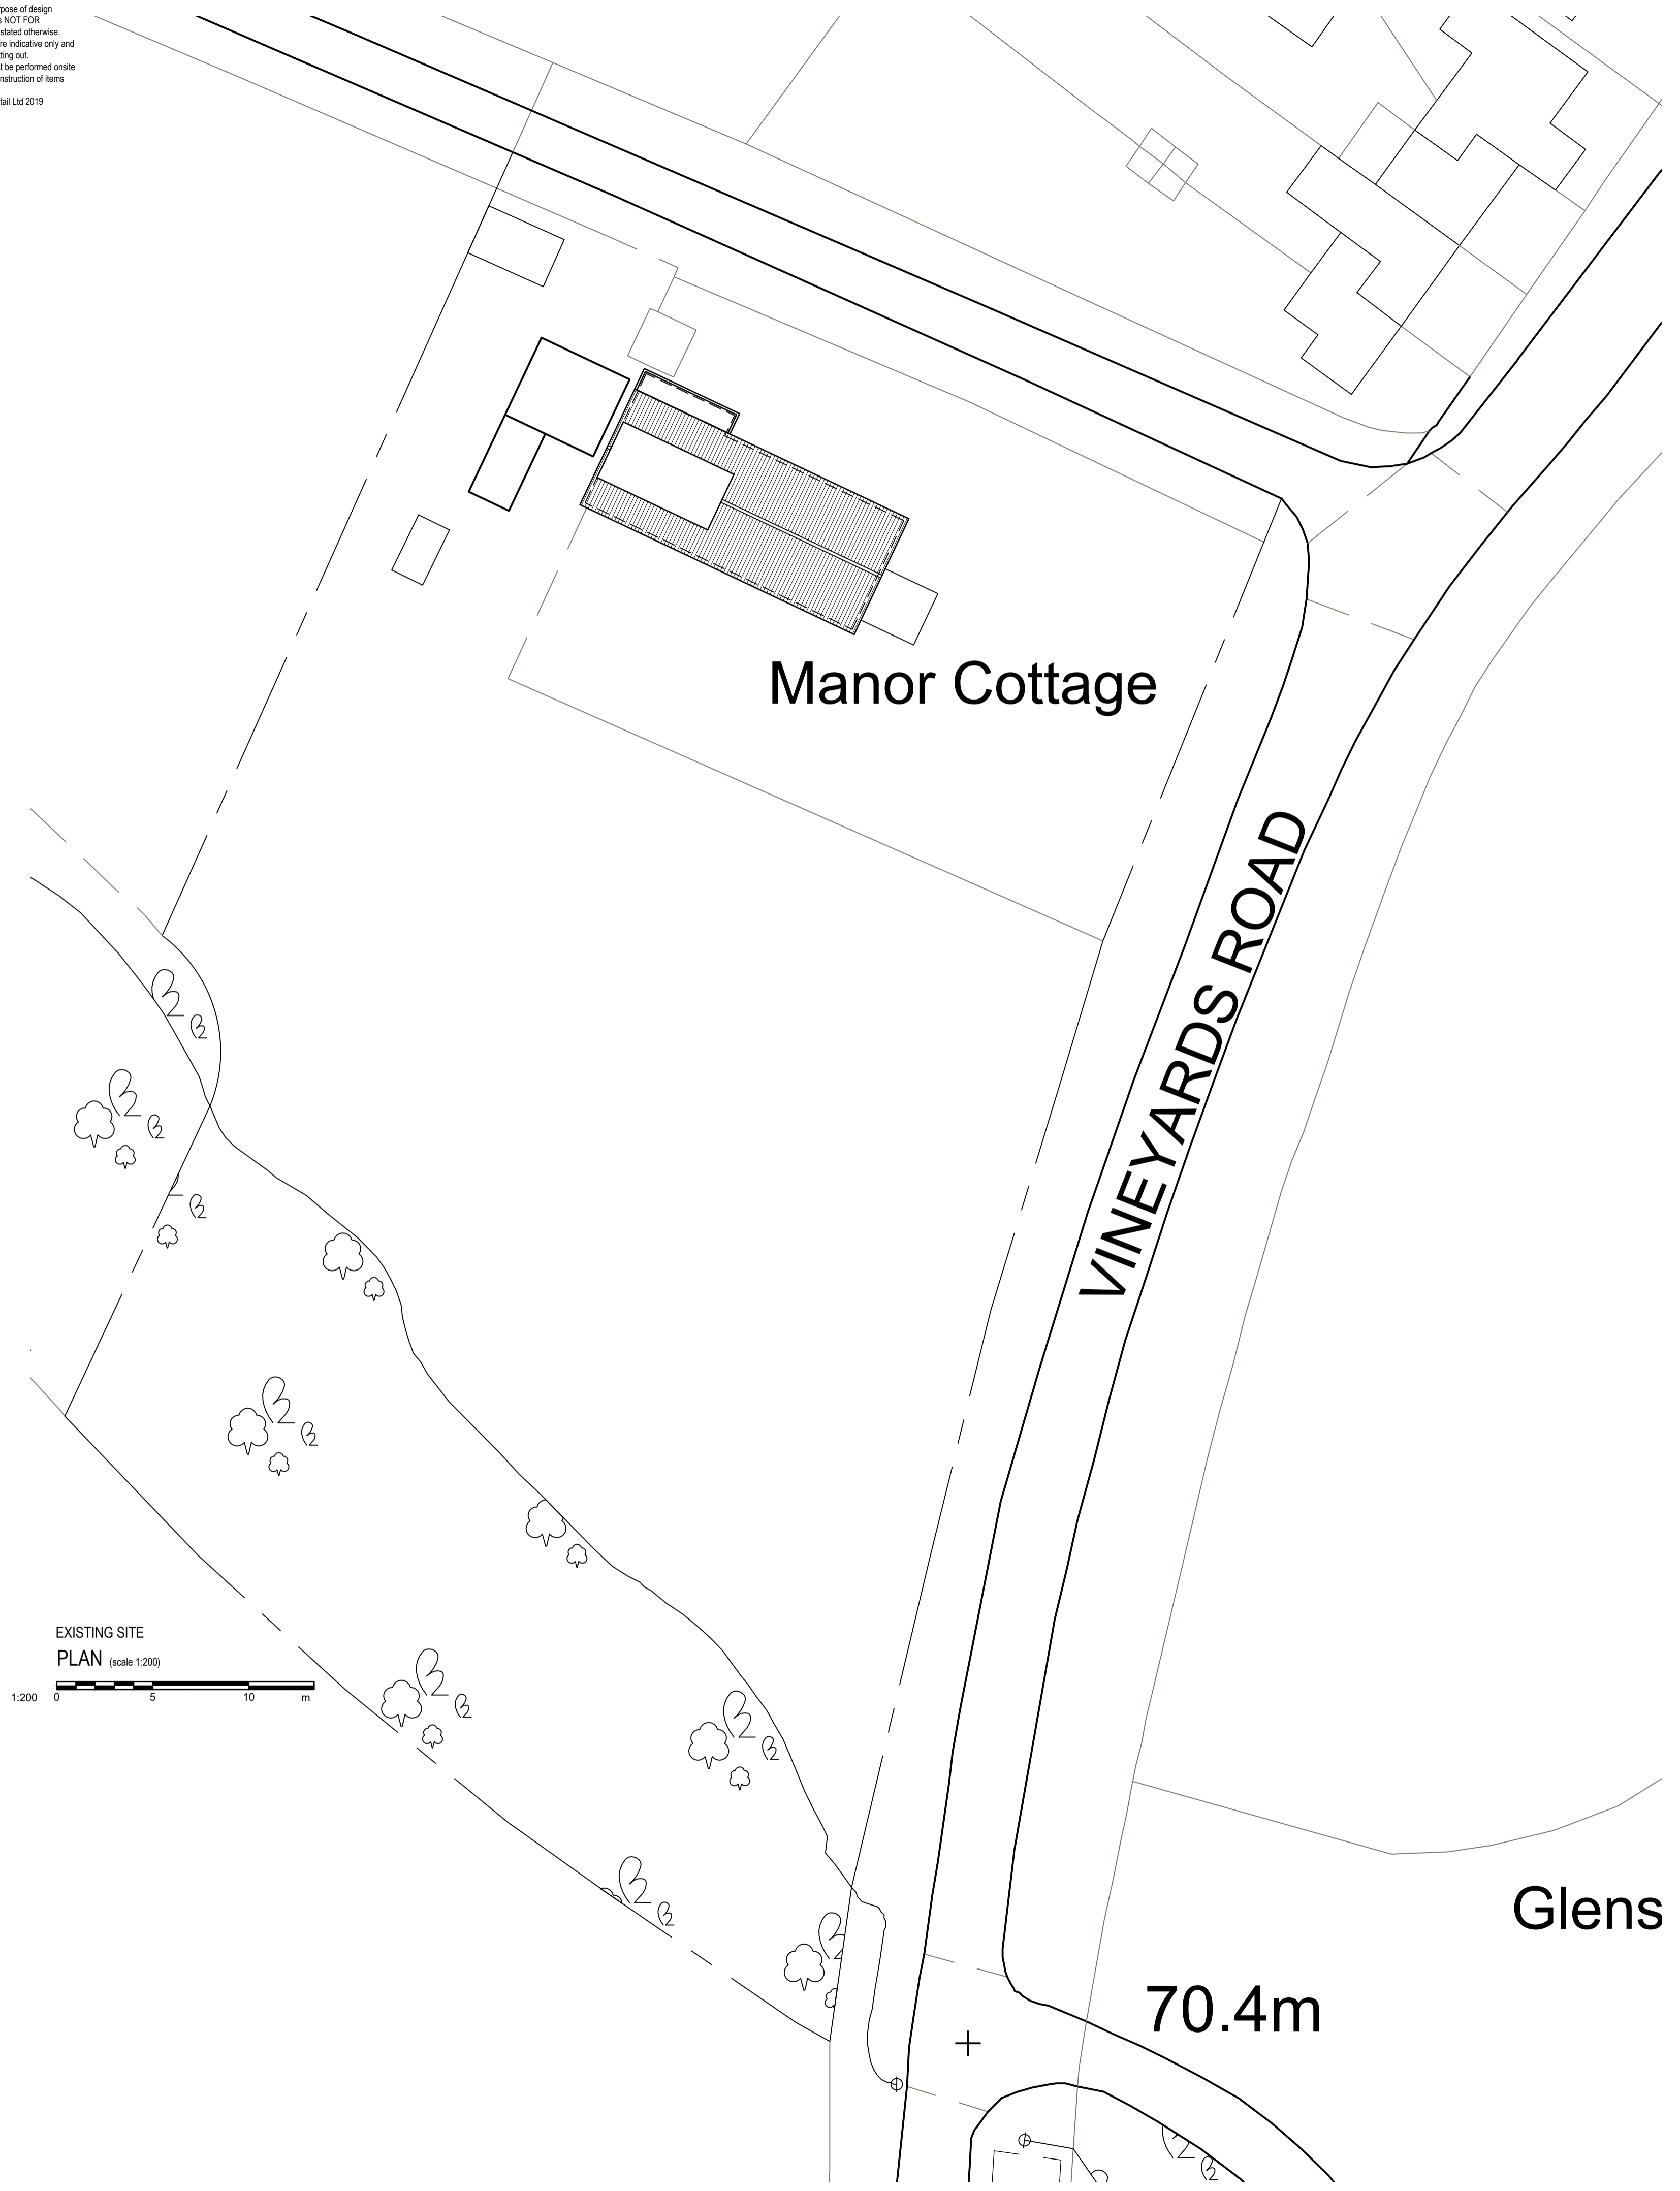 pose of design
s NOT FOR
stated otherwise.
re indicative only and
ting out.
t be performed onsite
nstruction of items
tail Ltd 2019
Manor Cottage
VINEYARDS ROAD
EXISTING SITE
PLAN (scale 1:200)
1:200 0 5 10 m
Glens
70.4m